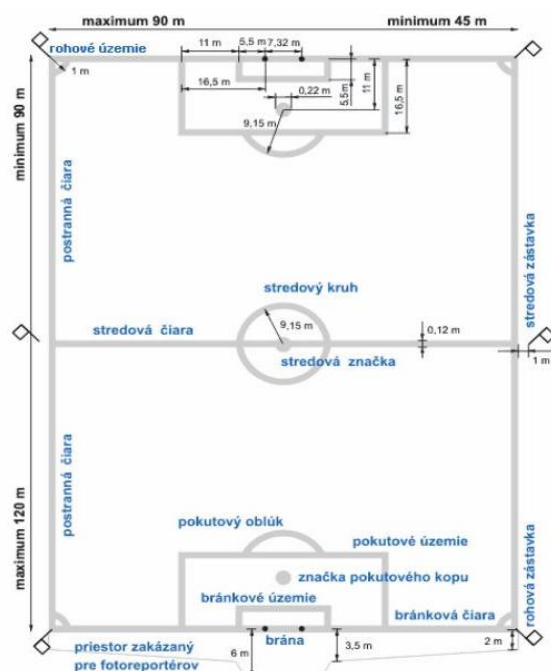 maximum 90 m
minimum 45 m
rohové územie
11 m
5,5 m
7,32 m
1 m
16,5 m
0,22 m
5,5m
11 m
16,5 m
9,15 m
minimum 90 m
postranná čiara
stredová zástavka
stredový kruh
9,15 m
stredová čiara
0,12 m
stredová značka
1 m
postranná čiara
maximum 120 m
pokutový oblúk
pokutové územie
značka pokutového kopu
bránkové územie
bránková čiara
rohová zástavka
brána
priestor zakázaný
pre fotoreportérov
6 m
3,5 m
2 m